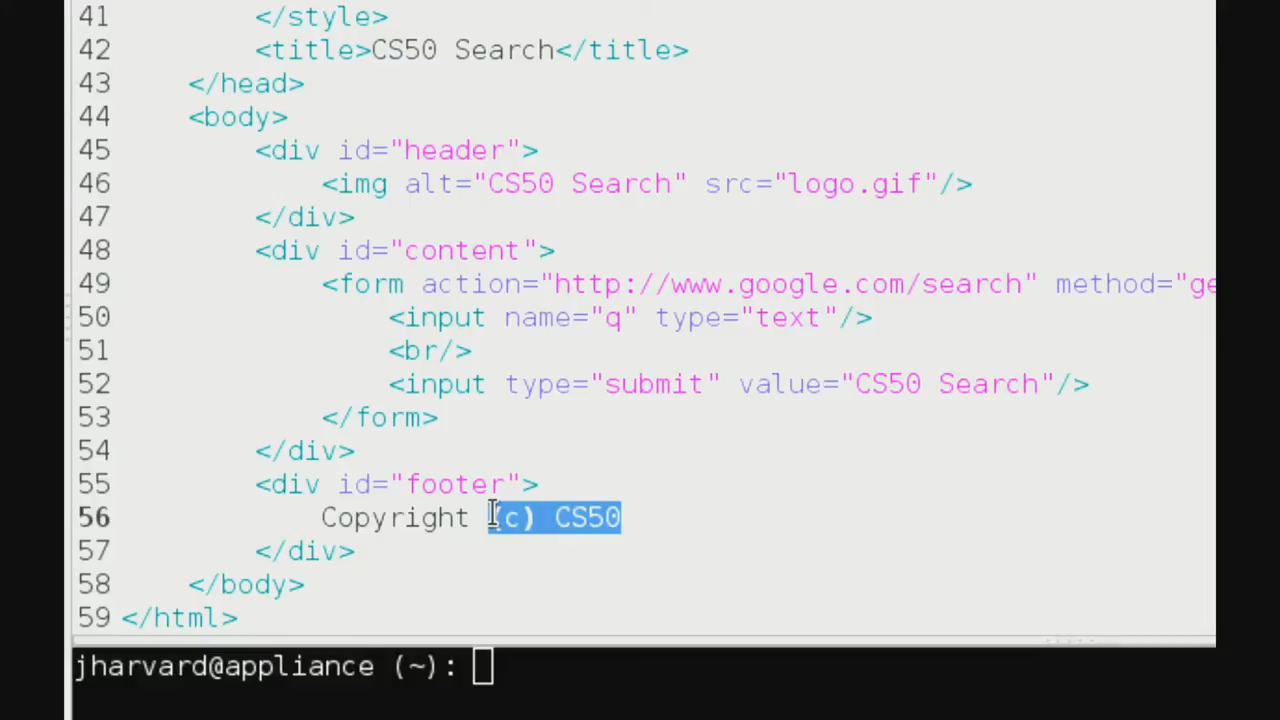 41 </style>
42 <title>CS50 Search</title>
43 </head>
44 <body>
45 <div id="header">
46 <img alt="CS50 Search" src="logo.gif"/>
47 </div>
48 <div id="content">
49 <form action="http://www.google.com/search" method="ge
50 <input name="q" type="text"/>
51 <br/>
52 <input type="submit" value="CS50 Search"/>
53 </form>
54 </div>
55 <div id="footer">
56 Copyright (c) CS50
57 </div>
58 </body>
59 </html>
jharvard@appliance (~):